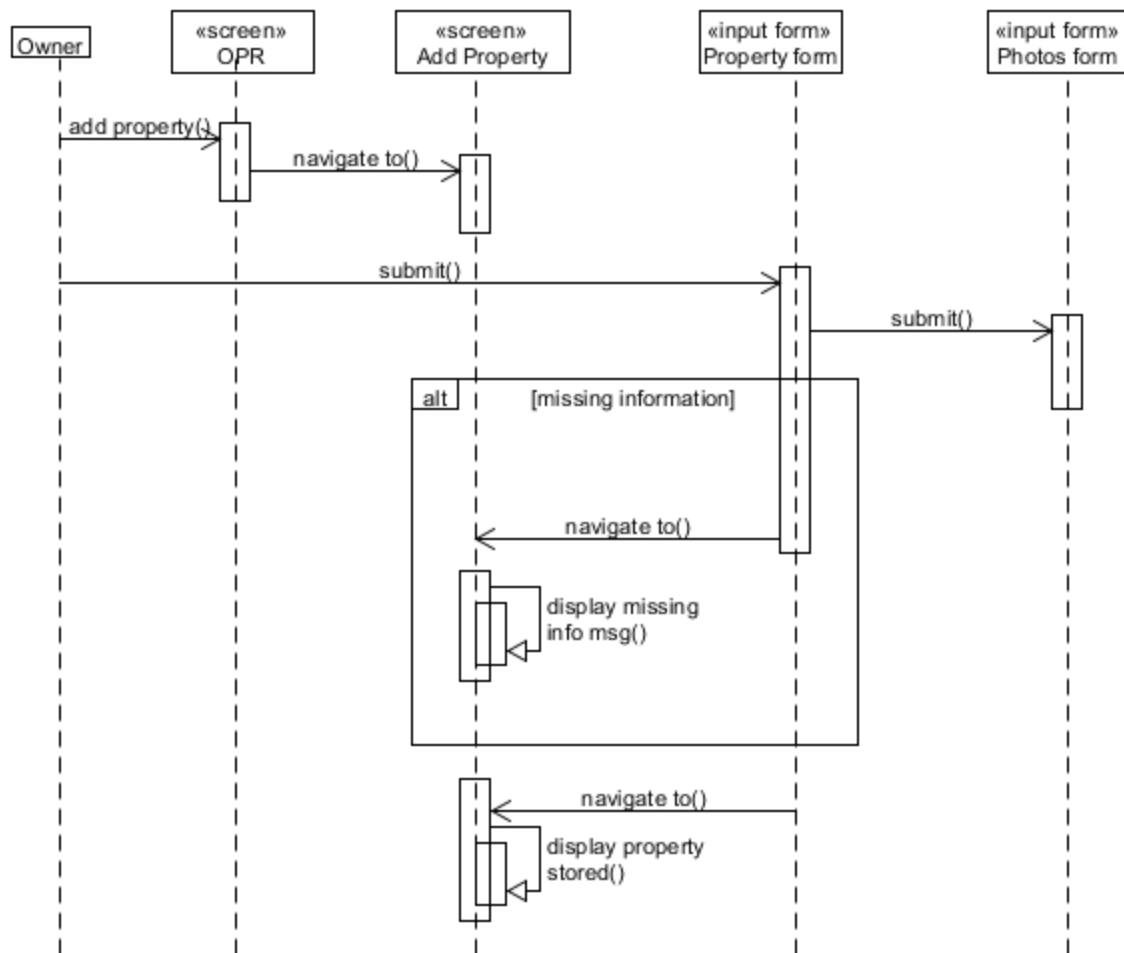 «screen»
«screen»
«input form»
«input form»
Owner
OPR
Add Property
Property form
Photos form
add property()
navigate to()
submit()
submit()
alt
[missing information]
navigate to()
display missing
info msg()
navigate to()
display property
stored()